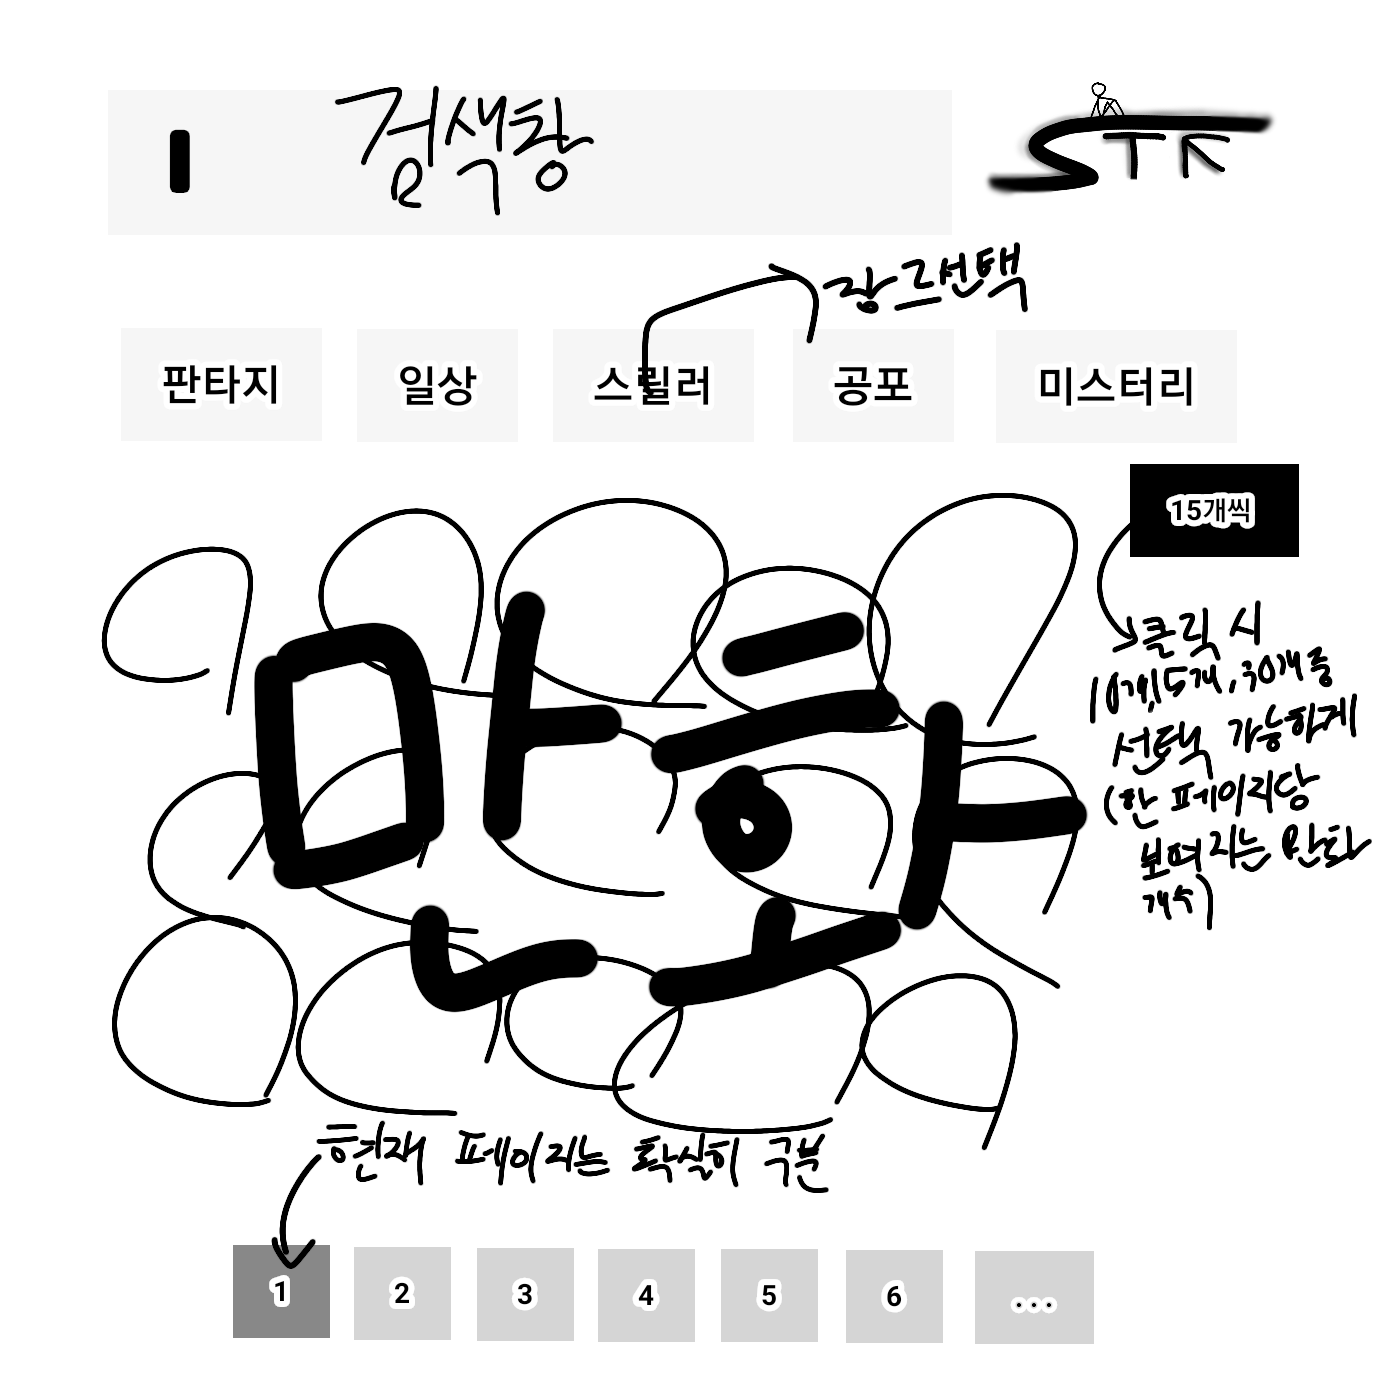 검색창
STR
장르선택
판타지 일상 스릴러 공포 미스터리
15개씩
클릭 시
10개,15개,30개 중
선택 가능하게
(한 페이지당
보여지는 만화
개수)
만화
현재 페이지는 확실히 구분
1 2 3 4 5 6 ...